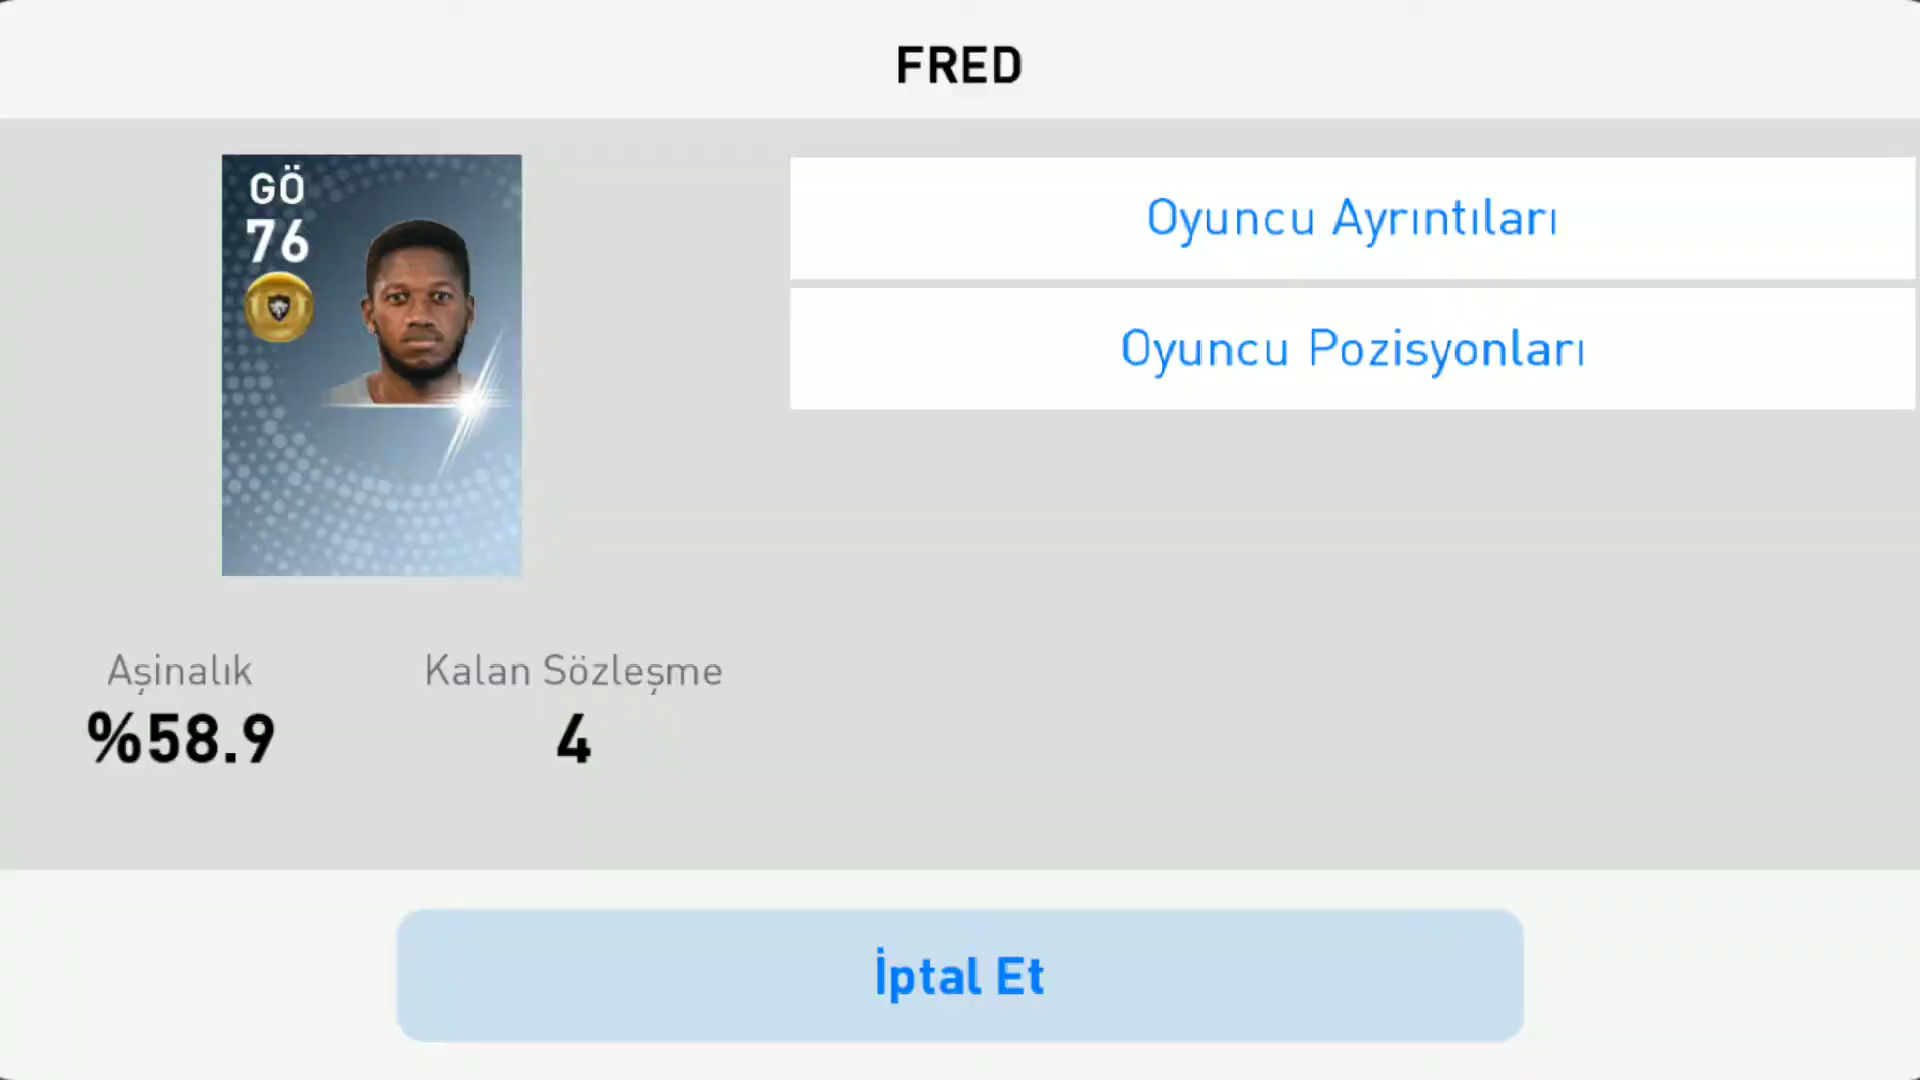 FRED
GÖ
76
Oyuncu Ayrıntıları
Oyuncu Pozisyonları
Aşinalık
Kalan Sözleşme
%58.9
4
İptal Et